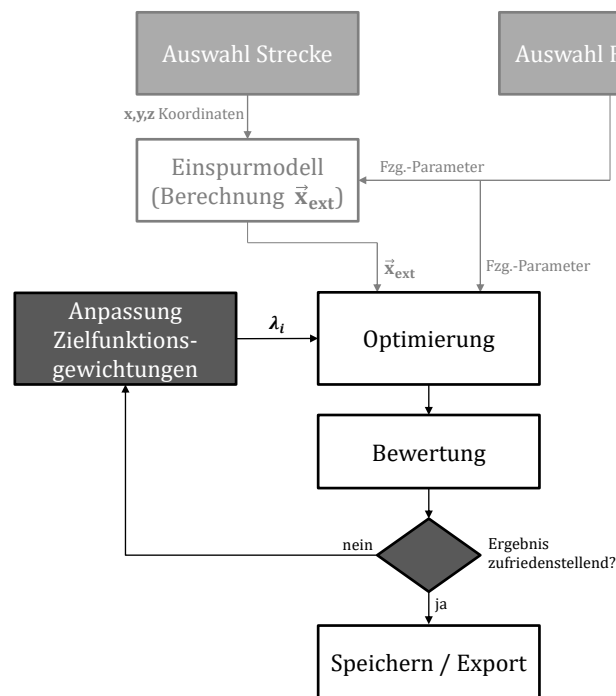 Auswahl Strecke
Auswahl
x,y,z Koordinaten
Einspurmodell
(Berechnung x⃗ext)
Fzg.-Parameter
x⃗ext
Fzg.-Parameter
Anpassung
Zielfunktions-
gewichtungen
λi
Optimierung
Bewertung
nein
Ergebnis
zufriedenstellend?
ja
Speichern / Export